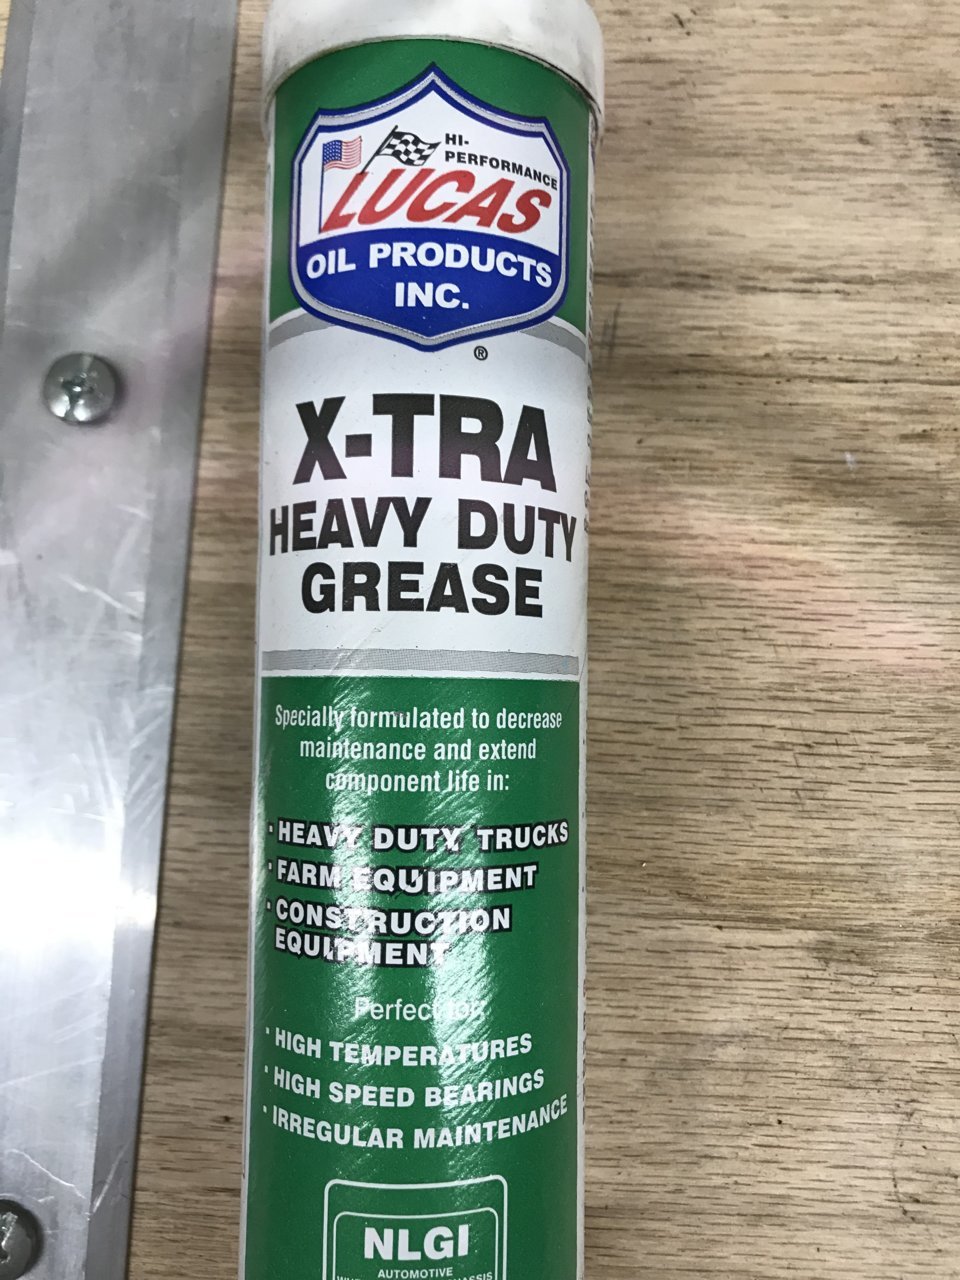 HI-
PERFORMANCE
LUCAS
OIL PRODUCTS
INC.
®
X-TRA
HEAVY DUTY
GREASE
Specially formulated to decrease
maintenance and extend
component life in:
· HEAVY DUTY TRUCKS
· FARM EQUIPMENT
· CONSTRUCTION
EQUIPMENT
Perfect for:
· HIGH TEMPERATURES
· HIGH SPEED BEARINGS
· IRREGULAR MAINTENANCE
NLGI
AUTOMOTIVE